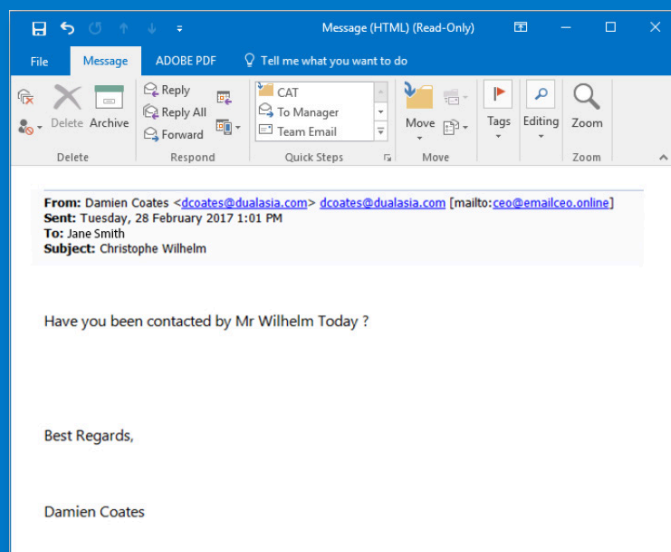 Message (HTML) (Read-Only)
File Message ADOBE PDF Tell me what you want to do
Delete Archive
Reply
Reply All
Forward
CAT
To Manager
Team Email
Move
Tags
Editing
Zoom
Delete Respond Quick Steps Move Zoom
From: Damien Coates <dcoates@dualasia.com> dcoates@dualasia.com [mailto:ceo@emailceo.online]
Sent: Tuesday, 28 February 2017 1:01 PM
To: Jane Smith
Subject: Christophe Wilhelm
Have you been contacted by Mr Wilhelm Today ?
Best Regards,
Damien Coates